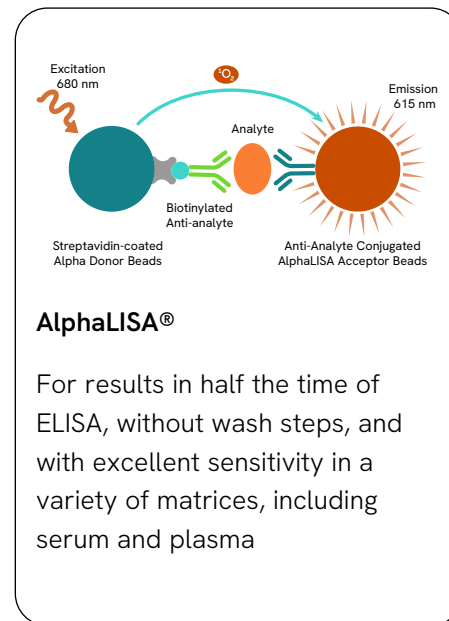 Excitation
680 nm
¹O₂
Emission
615 nm
Analyte
Biotinylated
Anti-analyte
Streptavidin-coated
Alpha Donor Beads
Anti-Analyte Conjugated
AlphaLISA Acceptor Beads
AlphaLISA®
For results in half the time of
ELISA, without wash steps, and
with excellent sensitivity in a
variety of matrices, including
serum and plasma